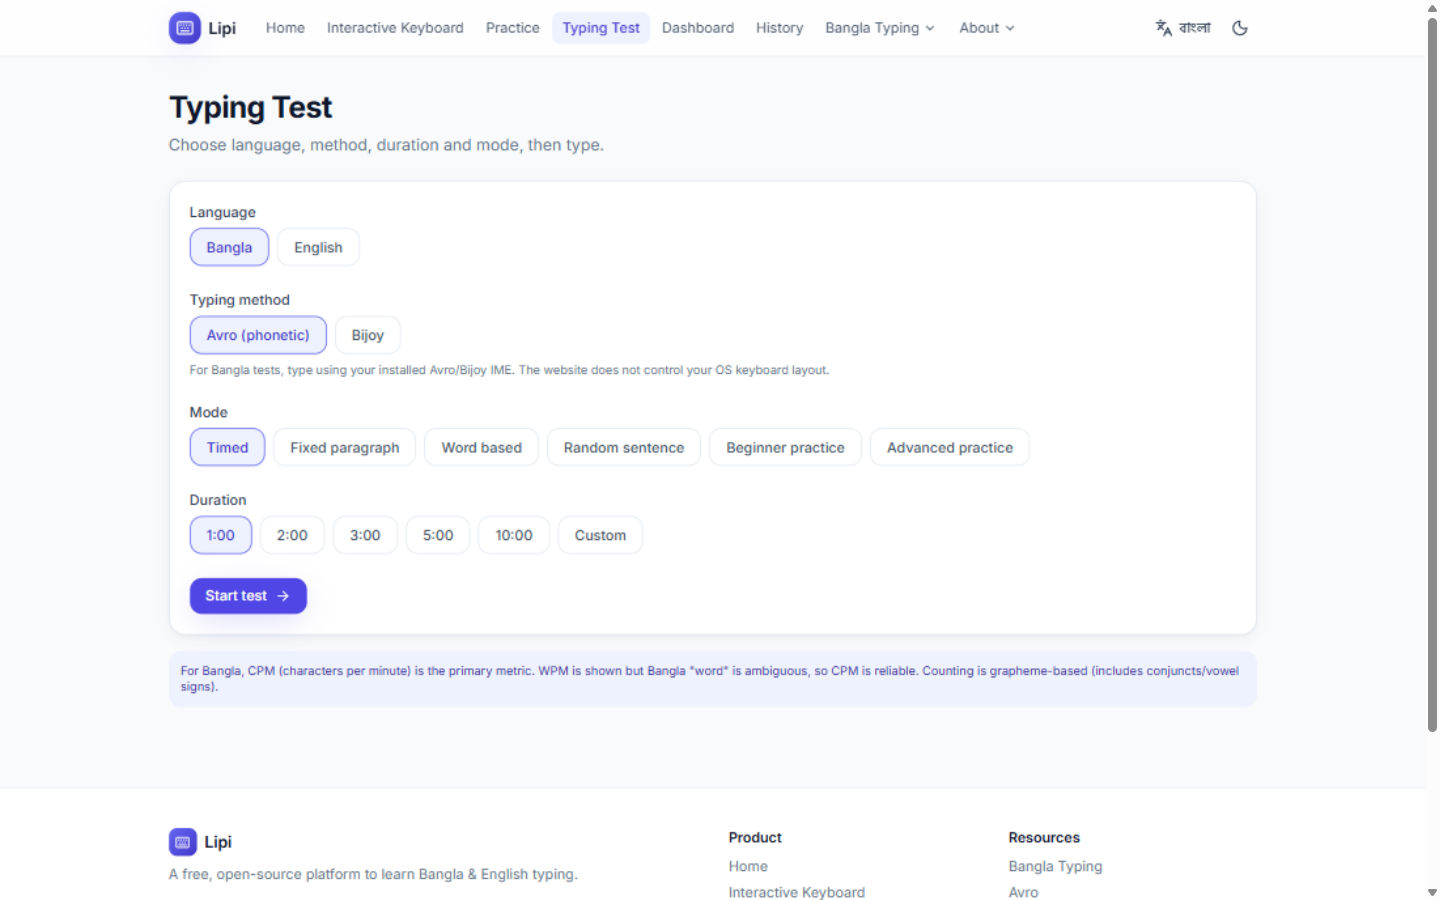 Lipi
Home
Interactive Keyboard
Practice
Typing Test
Dashboard
History
Bangla Typing
About
বাংলা
Typing Test
Choose language, method, duration and mode, then type.
Language
Bangla
English
Typing method
Avro (phonetic)
Bijoy
For Bangla tests, type using your installed Avro/Bijoy IME. The website does not control your OS keyboard layout.
Mode
Timed
Fixed paragraph
Word based
Random sentence
Beginner practice
Advanced practice
Duration
1:00
2:00
3:00
5:00
10:00
Custom
Start test
For Bangla, CPM (characters per minute) is the primary metric. WPM is shown but Bangla "word" is ambiguous, so CPM is reliable. Counting is grapheme-based (includes conjuncts/vowel
signs).
Lipi
A free, open-source platform to learn Bangla & English typing.
Product
Home
Interactive Keyboard
Resources
Bangla Typing
Avro